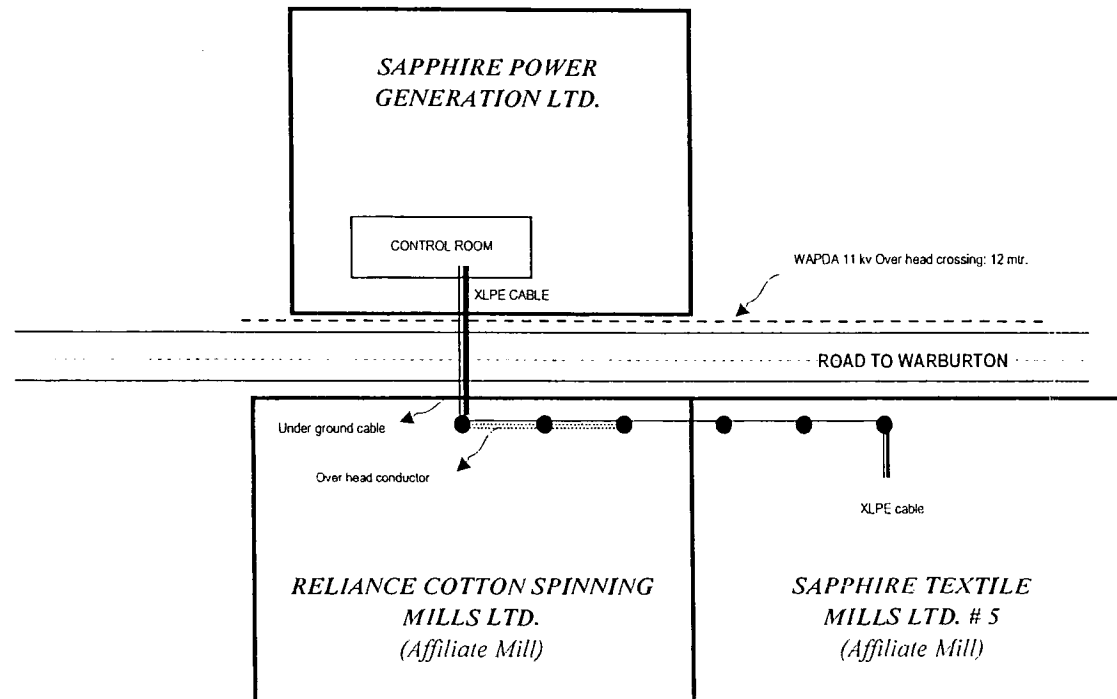 SAPPHIRE POWER
GENERATION LTD.
CONTROL ROOM
XLPE CABLE
WAPDA 11 kv Over head crossing: 12 mtr.
ROAD TO WARBURTON
Under ground cable
Over head conductor
XLPE cable
RELIANCE COTTON SPINNING
MILLS LTD.
(Affiliate Mill)
SAPPHIRE TEXTILE
MILLS LTD. # 5
(Affiliate Mill)